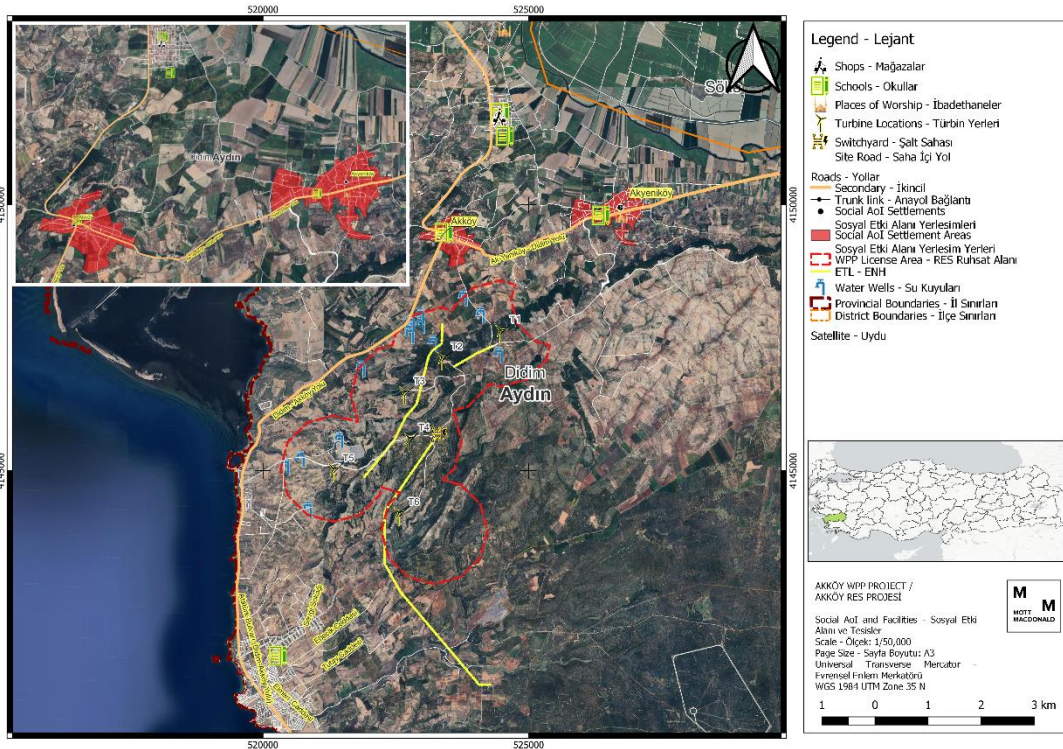 520000 525000
Didim Aydın
Akyeniköy
Akköy
4150000
4150000
Akyeniköy
Akköy
T1
T2
Didim
Aydın
T3
T4
T5
T6
4145000
4145000
520000 525000
Legend - Lejant
Shops - Mağazalar
Schools - Okullar
Places of Worship - İbadethaneler
Turbine Locations - Türbin Yerleri
Switchyard - Şalt Sahası
Site Road - Saha İçi Yol
Roads - Yollar
Secondary - İkincil
Trunk link - Anayol Bağlantı
Social AoI Settlements
Sosyal Etki Alanı Yerleşimleri
Social AoI Settlement Areas
Sosyal Etki Alanı Yerleşim Yerleri
WPP License Area - RES Ruhsat Alanı
ETL - ENH
Water Wells - Su Kuyuları
Provincial Boundaries - İl Sınırları
District Boundaries - İlçe Sınırları
Satellite - Uydu
AKKÖY WPP PROJECT /
AKKÖY RES PROJESİ
M
M
MOTT
MACDONALD
Social AoI and Facilities - Sosyal Etki
Alanı ve Tesisler
Scale - Ölçek: 1/50,000
Page Size - Sayfa Boyutu: A3
Universal Transverse Mercator -
Evrensel Enlem Merkatörü
WGS 1984 UTM Zone 35 N
1 0 1 2 3 km